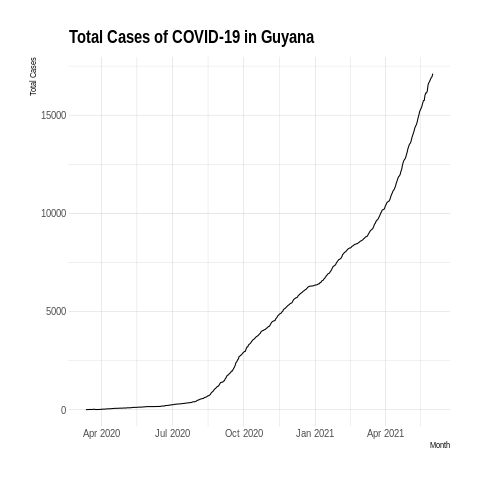 Total Cases of COVID-19 in Guyana
Total Cases
15000
10000
5000
0
Apr 2020 Jul 2020 Oct 2020 Jan 2021 Apr 2021
Month